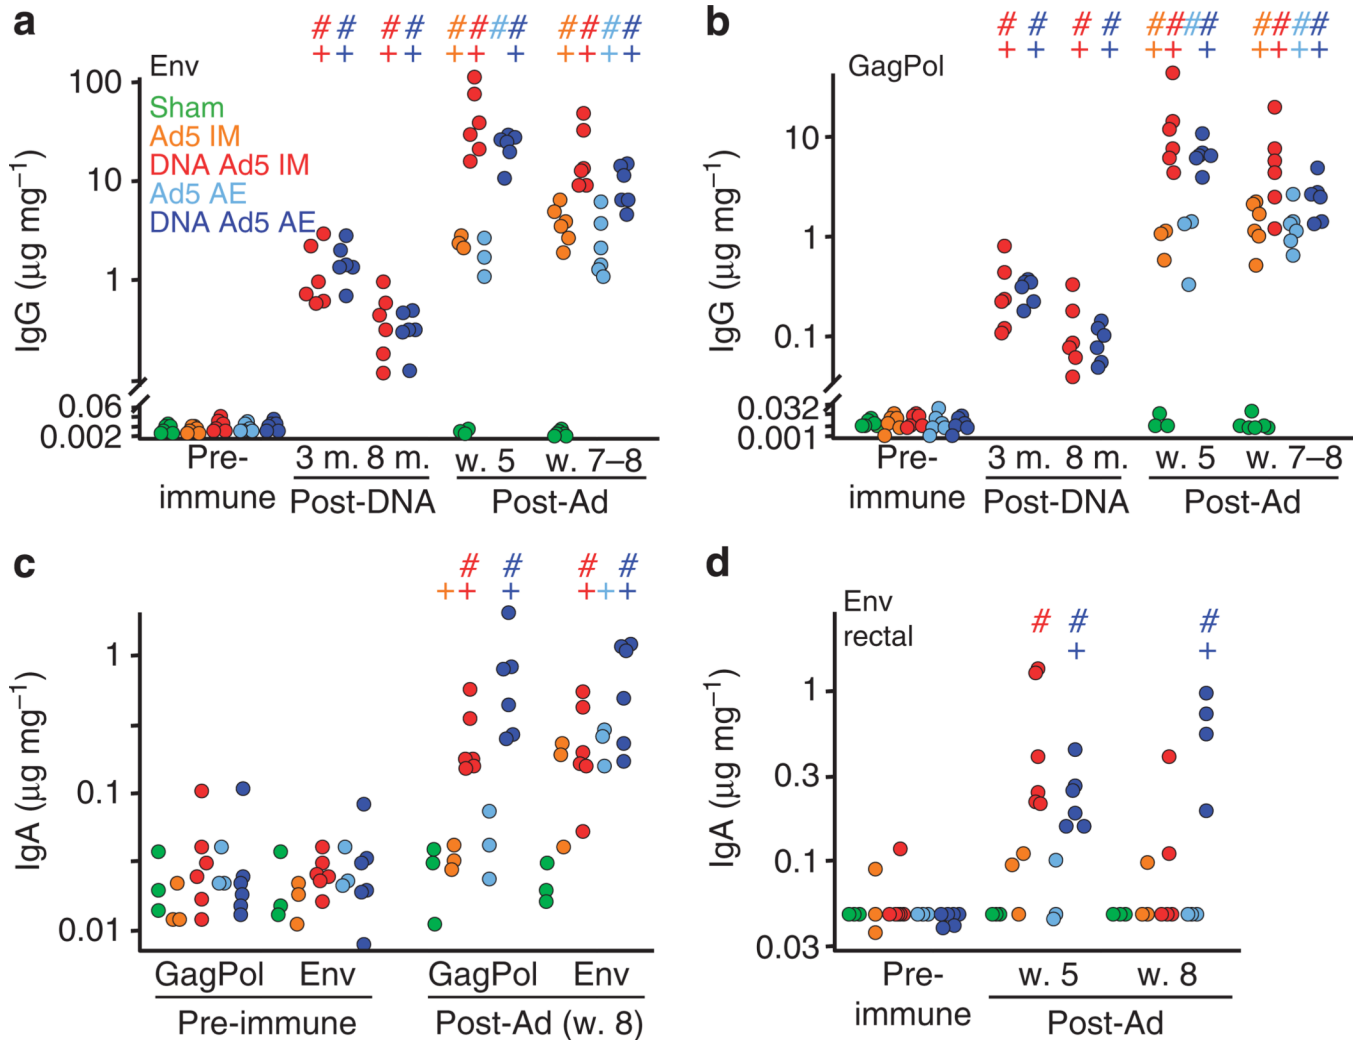 a
# # # # # # # # # # # #
+ + + + + + + + + + +
Env
Sham
Ad5 IM
DNA Ad5 IM
Ad5 AE
DNA Ad5 AE
IgG (μg mg⁻¹)
100
10
1
0.06
0.002
Pre-
immune
3 m. 8 m.
Post-DNA
w. 5
w. 7–8
Post-Ad
b
# # # # # # # # # # # #
+ + + + + + + + + + +
GagPol
IgG (μg mg⁻¹)
10
1
0.1
0.032
0.001
Pre-
immune
3 m. 8 m.
Post-DNA
w. 5
w. 7–8
Post-Ad
c
# # # #
+ + + + + +
IgA (μg mg⁻¹)
1
0.1
0.01
GagPol
Env
Pre-immune
GagPol
Env
Post-Ad (w. 8)
d
Env
rectal
# # #
+ +
IgA (μg mg⁻¹)
1
0.3
0.1
0.03
Pre-
immune
w. 5
w. 8
Post-Ad